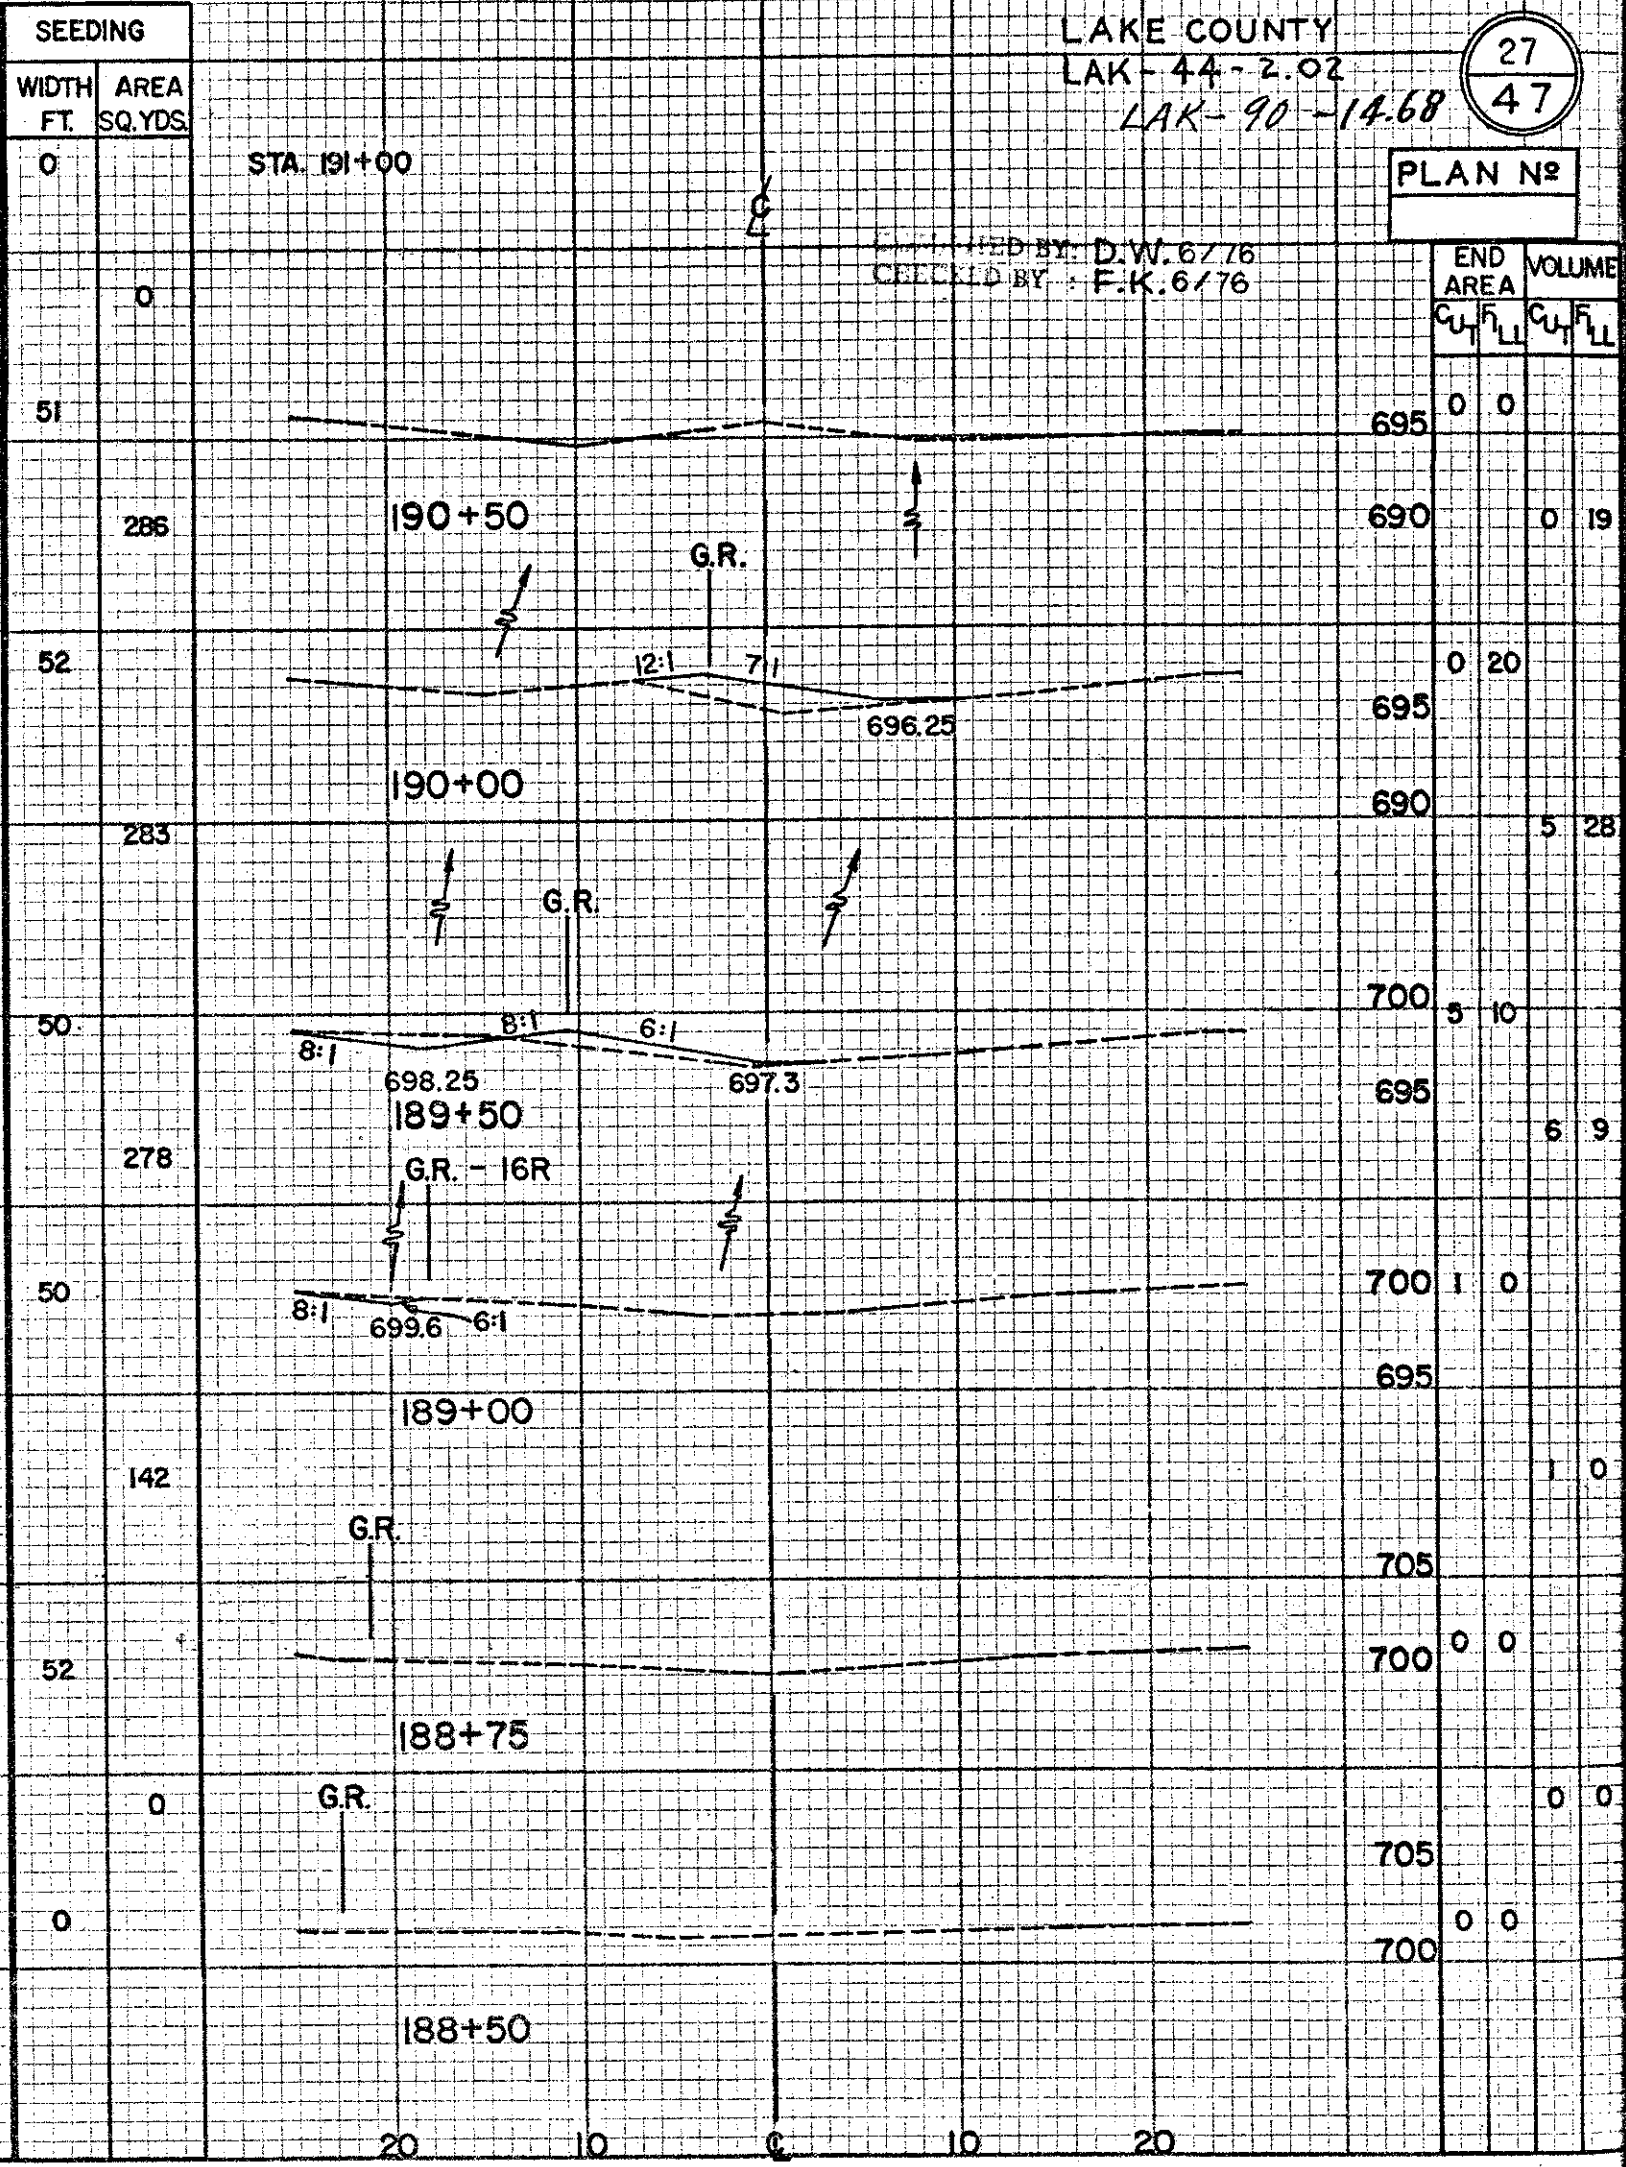 SEEDING
WIDTH FT.
AREA SQ.YDS.
LAKE COUNTY
LAK-44-2.02
LAK-90-14.68
27
47
PLAN Nº
0
STA. 191+00
℄
BY: D.W. 6/76
CHECKED BY: F.K. 6/76
END AREA
VOLUME
CUT FILL CUT FILL
0
51
695
0 0
286
190+50
690
0 19
G.R.
52
12:1
7:1
0 20
696.25
695
190+00
690
283
5 28
G.R.
700
50
8:1
6:1
5 10
8:1
698.25
697.3
695
189+50
6 9
278
G.R. - 16R
50
700
1 0
8:1
699.6
6:1
695
189+00
142
1 0
G.R.
705
52
700
0 0
188+75
0
G.R.
0 0
705
0
0 0
700
188+50
20 10 ℄ 10 20